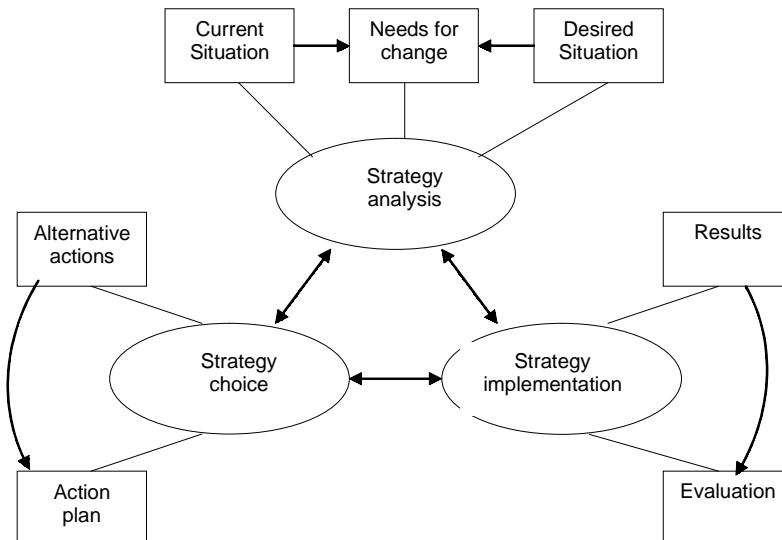 Current
Situation
Needs for
change
Desired
Situation
Strategy
analysis
Alternative
actions
Results
Strategy
choice
Strategy
implementation
Action
plan
Evaluation